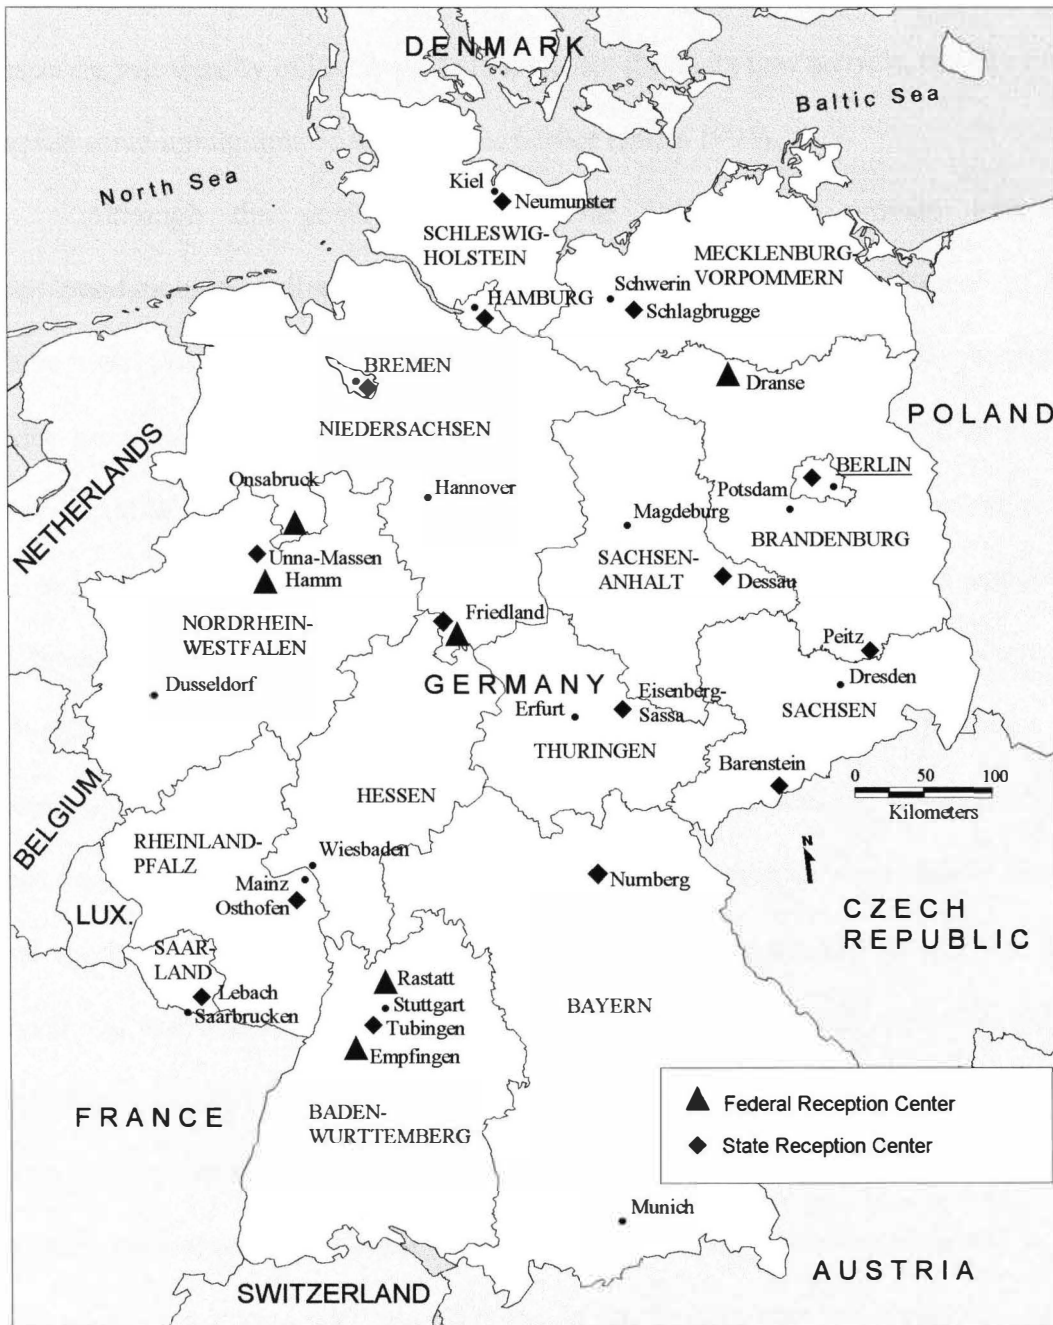 DENMARK
Baltic Sea
North Sea
Kiel
Neumunster
SCHLESWIG-
HOLSTEIN
MECKLENBURG-
VORPOMMERN
Schwerin
HAMBURG
Schlagbrugge
BREMEN
Dranse
POLAND
NIEDERSACHSEN
NETHERLANDS
BERLIN
Onsabruck
Hannover
Potsdam
Magdeburg
BRANDENBURG
Unna-Massen
SACHSEN-
ANHALT
Hamm
Dessau
Friedland
NORDRHEIN-
WESTFALEN
Peitz
Dresden
GERMANY
Dusseldorf
Eisenberg-
Sassa
Erfurt
SACHSEN
THURINGEN
Barenstein
BELGIUM
HESSEN
0 50 100
Kilometers
RHEINLAND-
PFALZ
Wiesbaden
N
Mainz
Osthofen
Nurnberg
LUX.
CZECH
REPUBLIC
SAAR-
LAND
Rastatt
Lebach
Stuttgart
BAYERN
Saarbrucken
Tubingen
Empfingen
FRANCE
BADEN-
WURTTEMBERG
Federal Reception Center
State Reception Center
Munich
AUSTRIA
SWITZERLAND